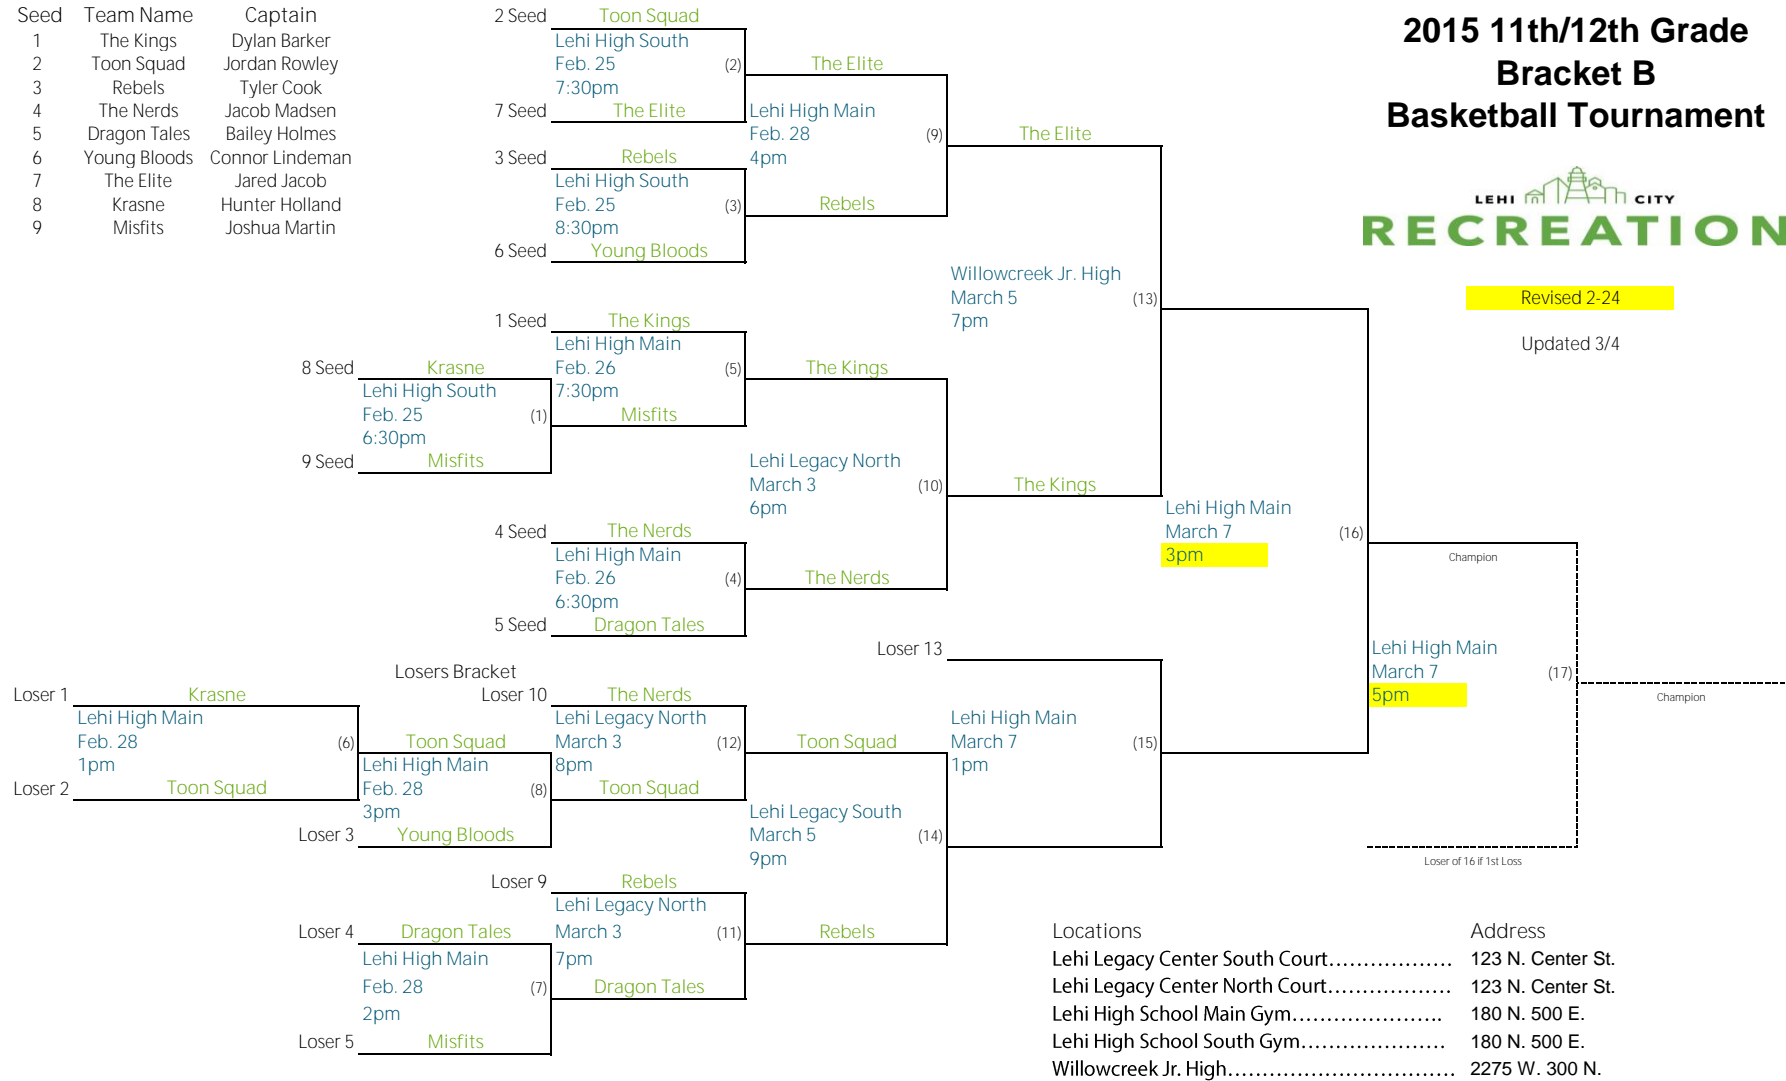 Seed Team Name Captain
1 The Kings Dylan Barker
2 Toon Squad Jordan Rowley
3 Rebels Tyler Cook
4 The Nerds Jacob Madsen
5 Dragon Tales Bailey Holmes
6 Young Bloods Connor Lindeman
7 The Elite Jared Jacob
8 Krasne Hunter Holland
9 Misfits Joshua Martin
2015 11th/12th Grade
Bracket B
Basketball Tournament
LEHI CITY
RECREATION
Revised 2-24
Updated 3/4
2 Seed Toon Squad
Lehi High South
Feb. 25 (2)
7:30pm
7 Seed The Elite
The Elite
3 Seed Rebels
Lehi High South
Feb. 25 (3)
8:30pm
6 Seed Young Bloods
Rebels
Lehi High Main
Feb. 28 (9)
4pm
The Elite
1 Seed The Kings
Lehi High Main
Feb. 26 (5)
7:30pm
Misfits
8 Seed Krasne
Lehi High South
Feb. 25 (1)
6:30pm
9 Seed Misfits
The Kings
Lehi Legacy North
March 3 (10)
6pm
The Kings
4 Seed The Nerds
Lehi High Main
Feb. 26 (4)
6:30pm
5 Seed Dragon Tales
The Nerds
Willowcreek Jr. High
March 5 (13)
7pm
Lehi High Main
March 7 (16)
3pm
Champion
Lehi High Main
March 7 (17)
5pm
Champion
Loser of 16 if 1st Loss
Losers Bracket
Loser 1 Krasne
Lehi High Main
Feb. 28 (6)
1pm
Loser 2 Toon Squad
Toon Squad
Lehi High Main
Feb. 28 (8)
3pm
Loser 3 Young Bloods
Loser 10 The Nerds
Lehi Legacy North
March 3 (12)
8pm
Toon Squad
Toon Squad
Loser 9 Rebels
Lehi Legacy North
March 3 (11)
7pm
Dragon Tales
Rebels
Loser 4 Dragon Tales
Lehi High Main
Feb. 28 (7)
2pm
Loser 5 Misfits
Lehi Legacy South
March 5 (14)
9pm
Loser 13
Lehi High Main
March 7 (15)
1pm
Locations Address
Lehi Legacy Center South Court.................. 123 N. Center St.
Lehi Legacy Center North Court.................. 123 N. Center St.
Lehi High School Main Gym...................... 180 N. 500 E.
Lehi High School South Gym..................... 180 N. 500 E.
Willowcreek Jr. High................................. 2275 W. 300 N.